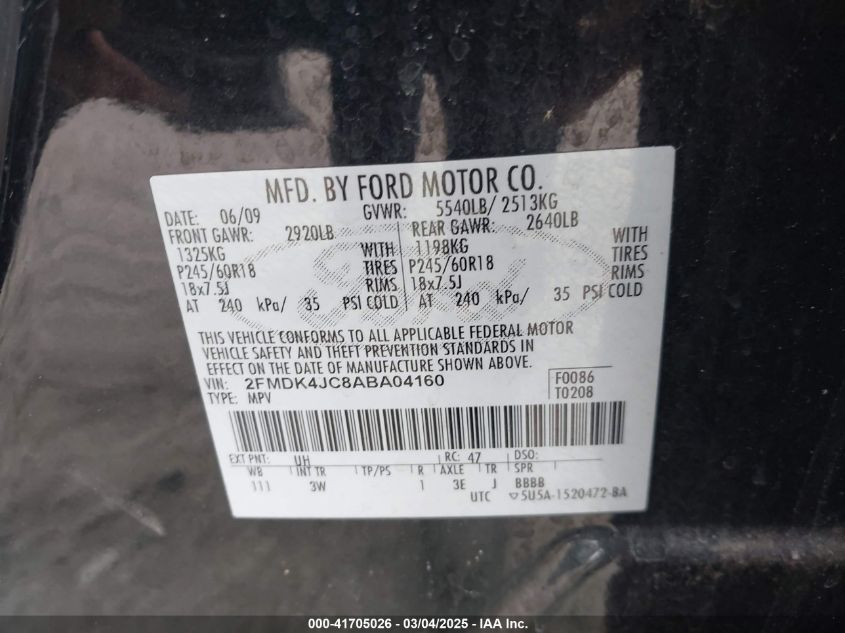 MFD. BY FORD MOTOR CO.
DATE: 06/09 GVWR: 5540LB/ 2513KG
FRONT GAWR: 2920LB REAR GAWR: 2640LB
1325KG WITH 1198KG WITH
P245/60R18 TIRES P245/60R18 TIRES
18x7.5J RIMS 18x7.5J RIMS
AT 240 kPa/ 35 PSI COLD AT 240 kPa/ 35 PSI COLD
Ford
THIS VEHICLE CONFORMS TO ALL APPLICABLE FEDERAL MOTOR
VEHICLE SAFETY AND THEFT PREVENTION STANDARDS IN
EFFECT ON THE DATE OF MANUFACTURE SHOWN ABOVE.
VIN: 2FMDK4JC8ABA04160 F0086
TYPE: MPV T0208
EXT PNT: UH RC: 47 DSO:
WB INT TR TP/PS R AXLE TR SPR
111 3W 1 3E J BBBB
UTC 5U5A-1520472-BA
000-41705026 - 03/04/2025 - IAA Inc.